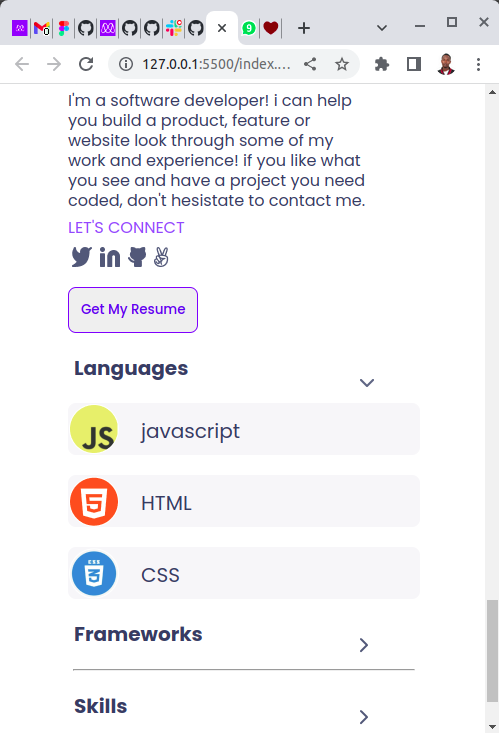 127.0.0.1:5500/index....
I'm a software developer! i can help
you build a product, feature or
website look through some of my
work and experience! if you like what
you see and have a project you need
coded, don't hesistate to contact me.
LET'S CONNECT
Get My Resume
Languages
JS
javascript
HTML
CSS
3
CSS
Frameworks
Skills